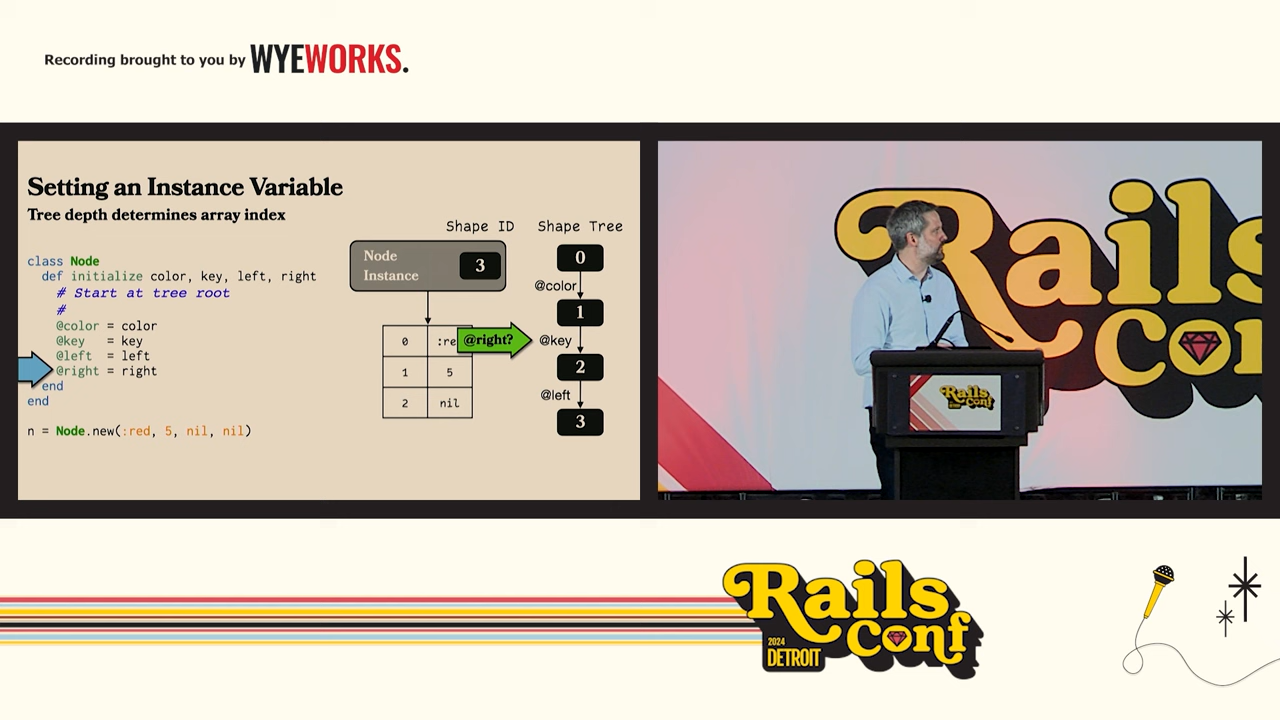 Recording brought to you by WYEWORKS.
Setting an Instance Variable
Tree depth determines array index
class Node
def initialize color, key, left, right
# Start at tree root
#
@color = color
@key = key
@left = left
@right = right
end
end
n = Node.new(:red, 5, nil, nil)
Shape ID
Node
Instance
3
0 :re
1 5
2 nil
@right?
Shape Tree
0
@color
1
@key
2
@left
3
Rails
Con
Rails
Conf
Rails
Conf
2024
DETROIT